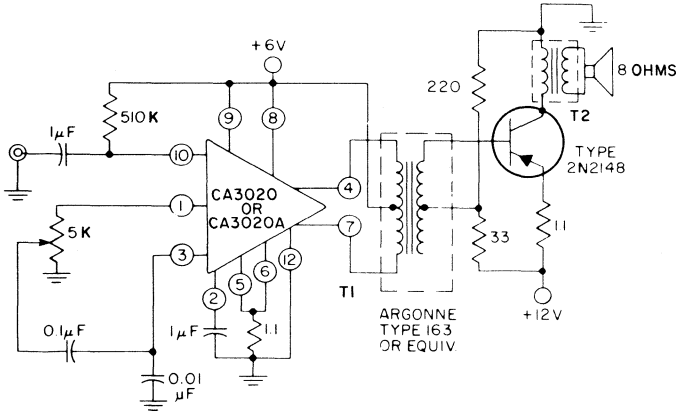 +6V
510K
1µF
10
9
8
CA3020
OR
CA3020A
4
7
1
5K
3
2
5
6
12
1µF
1.1
0.1µF
0.01
µF
T1
ARGONNE
TYPE 163
OR EQUIV.
220
33
8 OHMS
T2
TYPE
2N2148
1.1
+12V